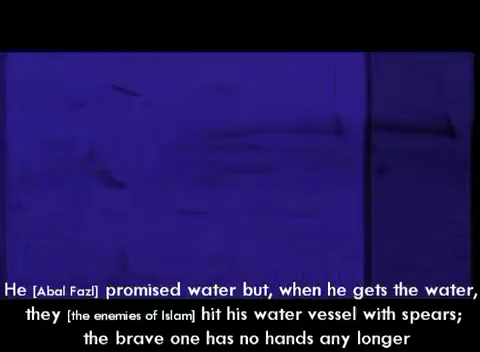 He [Abal Fazl] promised water but, when he gets the water,
they [the enemies of Islam] hit his water vessel with spears;
the brave one has no hands any longer